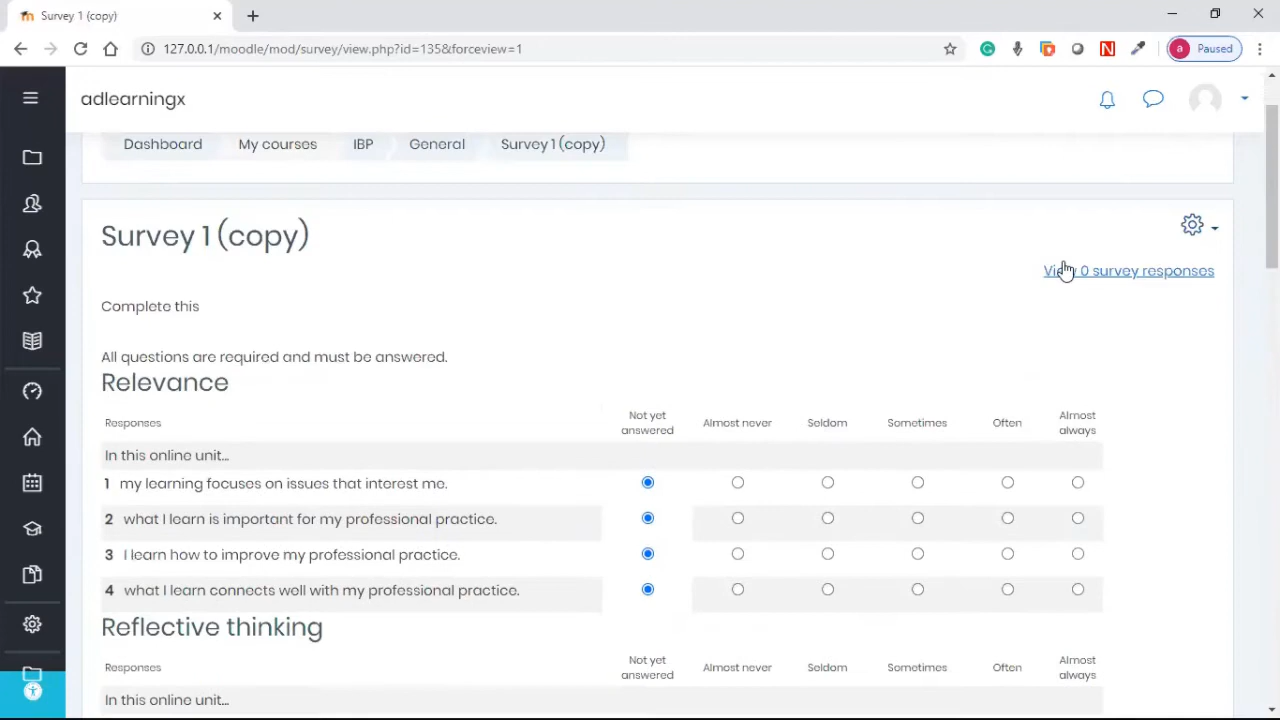 Survey 1 (copy)
127.0.0.1/moodle/mod/survey/view.php?id=135&forceview=1
a Paused
adlearningx
Dashboard My courses IBP General Survey 1 (copy)
Survey 1 (copy)
0 survey responses
Complete this
All questions are required and must be answered.
Relevance
Responses Not yet answered Almost never Seldom Sometimes Often Almost always
In this online unit...
1 my learning focuses on issues that interest me.
2 what I learn is important for my professional practice.
3 I learn how to improve my professional practice.
4 what I learn connects well with my professional practice.
Reflective thinking
Responses Not yet answered Almost never Seldom Sometimes Often Almost always
In this online unit...